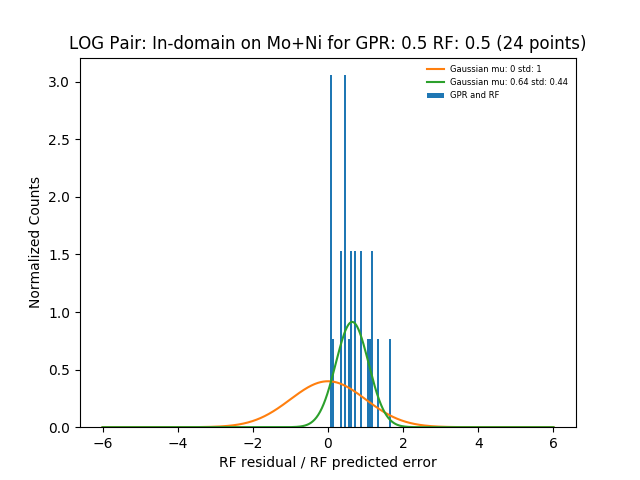 LOG Pair: In-domain on Mo+Ni for GPR: 0.5 RF: 0.5 (24 points)
Gaussian mu: 0 std: 1
Gaussian mu: 0.64 std: 0.44
GPR and RF
Normalized Counts
3.0
2.5
2.0
1.5
1.0
0.5
0.0
−6 −4 −2 0 2 4 6
RF residual / RF predicted error